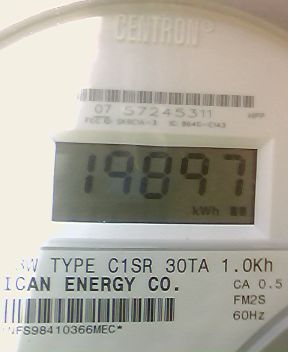 CENTRON®
07 57245311
19897
kWh
3W TYPE C1SR 30TA 1.0Kh
ICAN ENERGY CO.
CA 0.5
FM2S
60Hz
NFS98410366MEC*